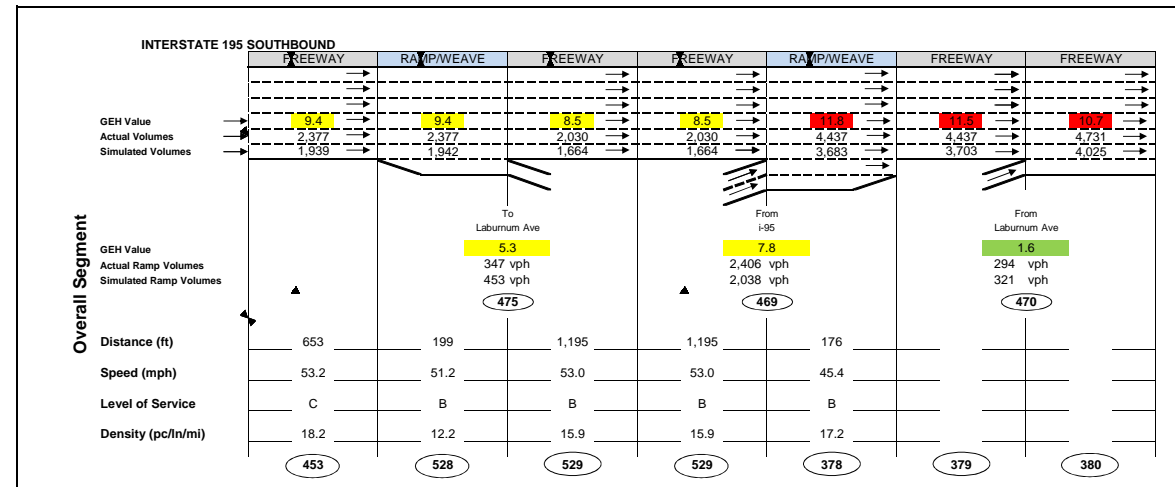 INTERSTATE 195 SOUTHBOUND
FREEWAY RAMP/WEAVE FREEWAY FREEWAY RAMP/WEAVE FREEWAY FREEWAY
GEH Value 9.4 9.4 8.5 8.5 11.8 11.5 10.7
Actual Volumes 2,377 2,377 2,030 2,030 4,437 4,437 4,731
Simulated Volumes 1,939 1,942 1,664 1,664 3,683 3,703 4,025
To From From
Laburnum Ave i-95 Laburnum Ave
GEH Value 5.3 7.8 1.6
Actual Ramp Volumes 347 vph 2,406 vph 294 vph
Simulated Ramp Volumes 453 vph 2,038 vph 321 vph
475 469 470
Overall Segment
Distance (ft) 653 199 1,195 1,195 176
Speed (mph) 53.2 51.2 53.0 53.0 45.4
Level of Service C B B B B
Density (pc/ln/mi) 18.2 12.2 15.9 15.9 17.2
453 528 529 529 378 379 380